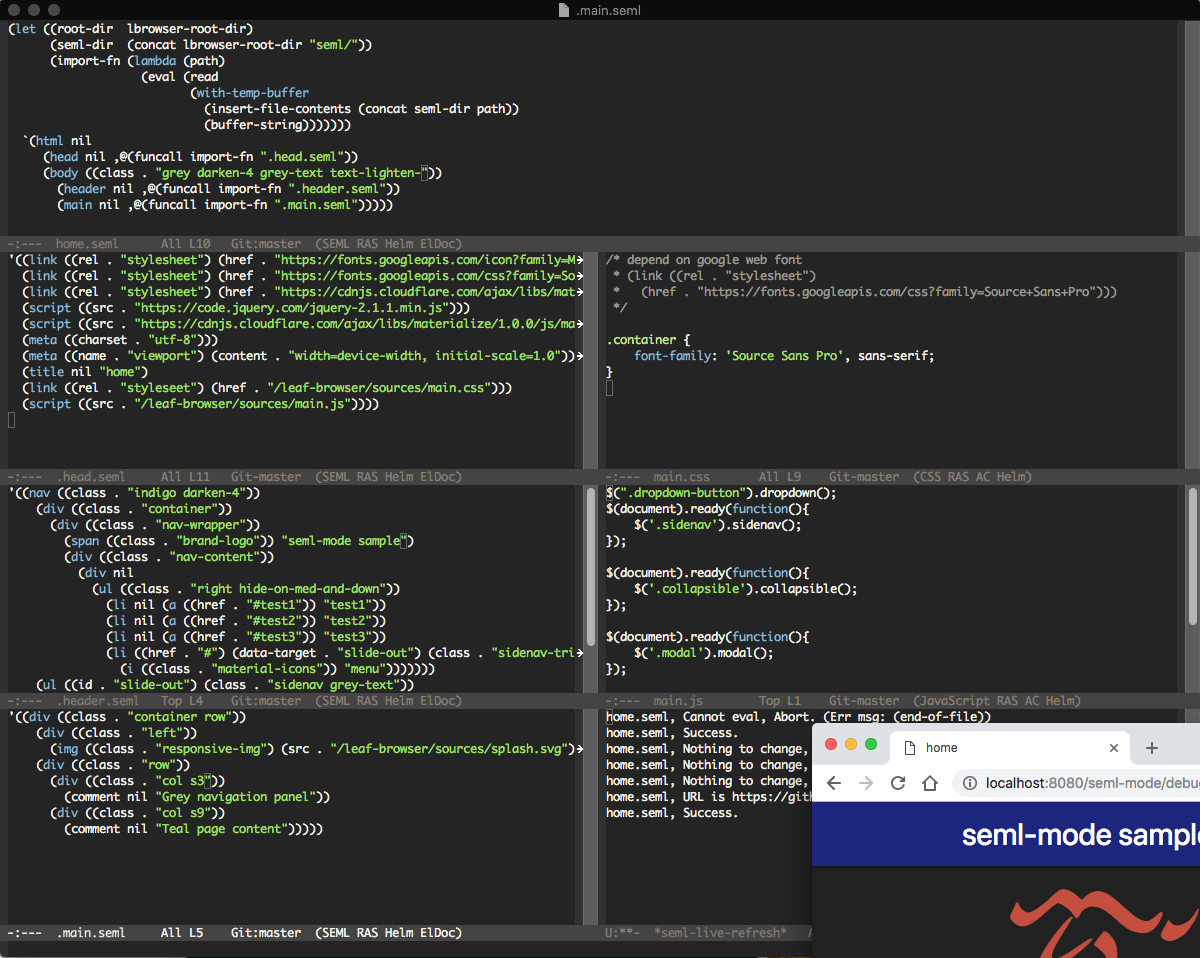 .main.seml
(let ((root-dir  lbrowser-root-dir)
      (seml-dir  (concat lbrowser-root-dir "seml/"))
      (import-fn (lambda (path)
                   (eval (read
                          (with-temp-buffer
                            (insert-file-contents (concat seml-dir path))
                            (buffer-string)))))))
  `(html nil
     (head nil ,@(funcall import-fn ".head.seml"))
     (body ((class . "grey darken-4 grey-text text-lighten-"))
       (header nil ,@(funcall import-fn ".header.seml"))
       (main nil ,@(funcall import-fn ".main.seml")))))
-:---  home.seml      All L10   Git:master  (SEML RAS Helm ElDoc)
'((link ((rel . "stylesheet") (href . "https://fonts.googleapis.com/icon?family=M
  (link ((rel . "stylesheet") (href . "https://fonts.googleapis.com/css?family=So
  (link ((rel . "stylesheet") (href . "https://cdnjs.cloudflare.com/ajax/libs/mat
  (script ((src . "https://code.jquery.com/jquery-2.1.1.min.js")))
  (script ((src . "https://cdnjs.cloudflare.com/ajax/libs/materialize/1.0.0/js/ma
  (meta ((charset . "utf-8")))
  (meta ((name . "viewport") (content . "width=device-width, initial-scale=1.0"))
  (title nil "home")
  (link ((rel . "styleseet") (href . "/leaf-browser/sources/main.css")))
  (script ((src . "/leaf-browser/sources/main.js"))))
-:---  .head.seml     All L11   Git-master  (SEML RAS Helm ElDoc)
/* depend on google web font
 * (link ((rel . "stylesheet")
 *   (href . "https://fonts.googleapis.com/css?family=Source+Sans+Pro")))
 */
.container {
    font-family: 'Source Sans Pro', sans-serif;
}
-:---  main.css       All L9    Git-master  (CSS RAS AC Helm)
'((nav ((class . "indigo darken-4"))
    (div ((class . "container"))
      (div ((class . "nav-wrapper"))
        (span ((class . "brand-logo")) "seml-mode sample")
        (div ((class . "nav-content"))
          (div nil
            (ul ((class . "right hide-on-med-and-down"))
              (li nil (a ((href . "#test1")) "test1"))
              (li nil (a ((href . "#test2")) "test2"))
              (li nil (a ((href . "#test3")) "test3"))
              (li ((href . "#") (data-target . "slide-out") (class . "sidenav-tri
                (i ((class . "material-icons")) "menu")))))))
    (ul ((id . "slide-out") (class . "sidenav grey-text"))
-:---  .header.seml   Top L4    Git-master  (SEML RAS Helm ElDoc)
$(".dropdown-button").dropdown();
$(document).ready(function(){
    $('.sidenav').sidenav();
});
$(document).ready(function(){
    $('.collapsible').collapsible();
});
$(document).ready(function(){
    $('.modal').modal();
});
-:---  main.js        Top L1    Git-master  (JavaScript RAS AC Helm)
'((div ((class . "container row"))
    (div ((class . "left"))
      (img ((class . "responsive-img") (src . "/leaf-browser/sources/splash.svg")
    (div ((class . "row"))
      (div ((class . "col s3"))
        (comment nil "Grey navigation panel"))
      (div ((class . "col s9"))
        (comment nil "Teal page content")))))
-:---  .main.seml     All L5    Git:master  (SEML RAS Helm ElDoc)
home.seml, Cannot eval, Abort. (Err msg: (end-of-file))
home.seml, Success.
home.seml, Nothing to change,
home.seml, Nothing to change,
home.seml, Nothing to change,
home.seml, URL is https://gith
home.seml, Success.
U:**-  *seml-live-refresh*
home
localhost:8080/seml-mode/debug
seml-mode sample